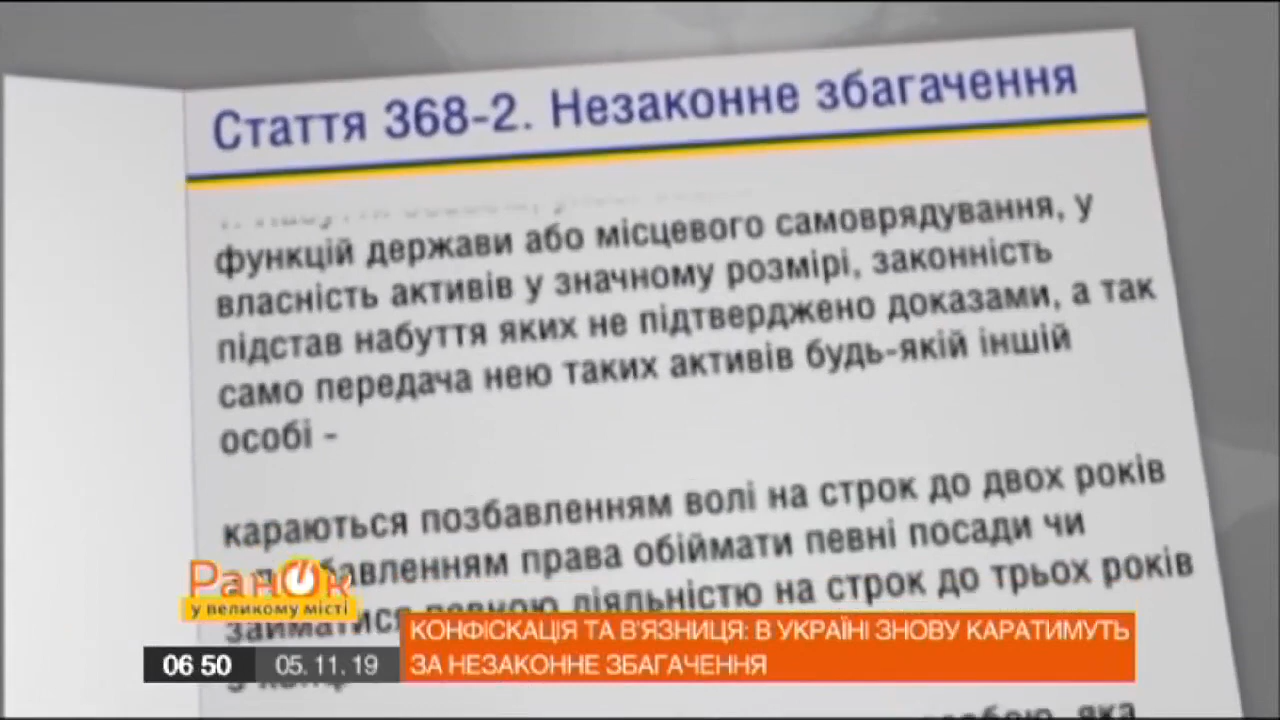 Стаття 368-2. Незаконне збагачення
функцій держави або місцевого самоврядування, у
власність активів у значному розмірі, законність
підстав набуття яких не підтверджено доказами, а так
само передача нею таких активів будь-якій іншій
особі -
караються позбавленням волі на строк до двох років
права обіймати певні посади чи
займатися певною діяльністю на строк до трьох років
Ранок
у великому місті
КОНФІСКАЦІЯ ТА В'ЯЗНИЦЯ: В УКРАЇНІ ЗНОВУ КАРАТИМУТЬ
ЗА НЕЗАКОННЕ ЗБАГАЧЕННЯ
06 50
05. 11. 19
яка